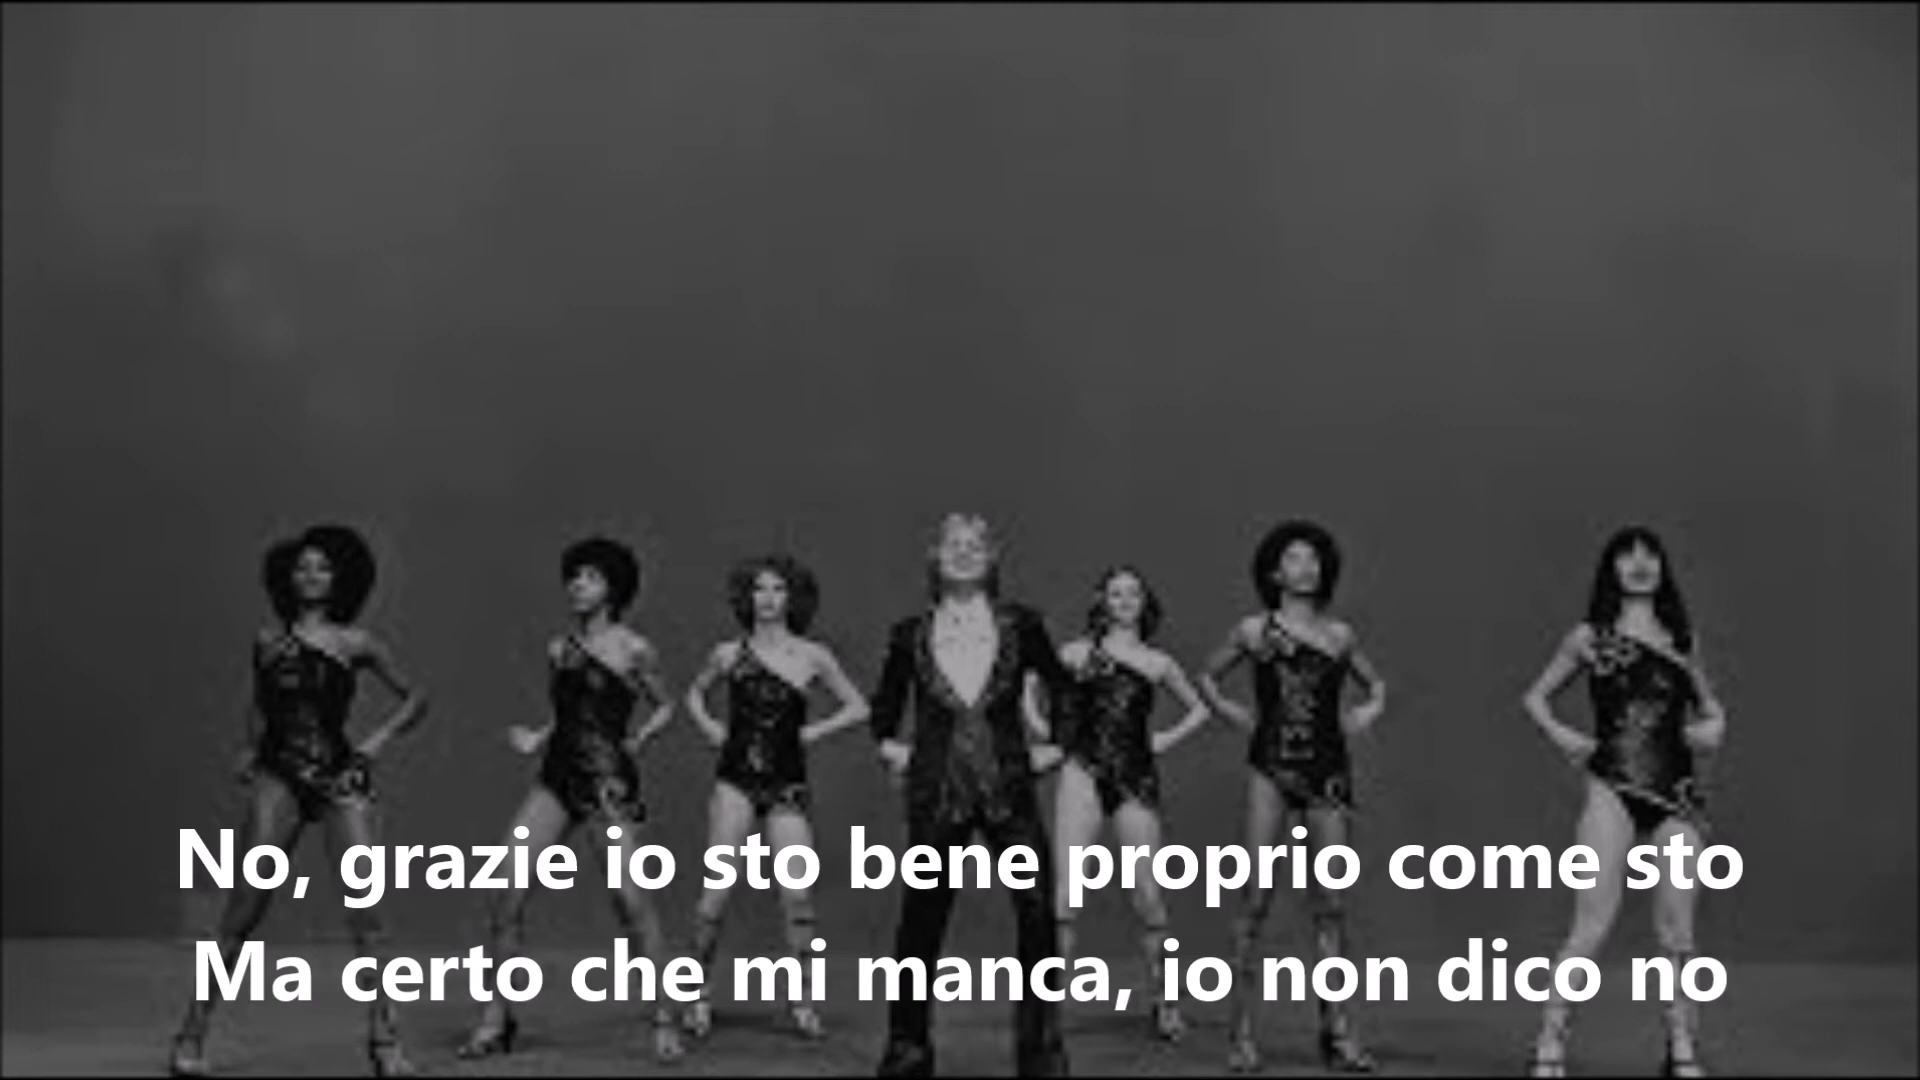 No, grazie io sto bene proprio come sto
Ma certo che mi manca, io non dico no